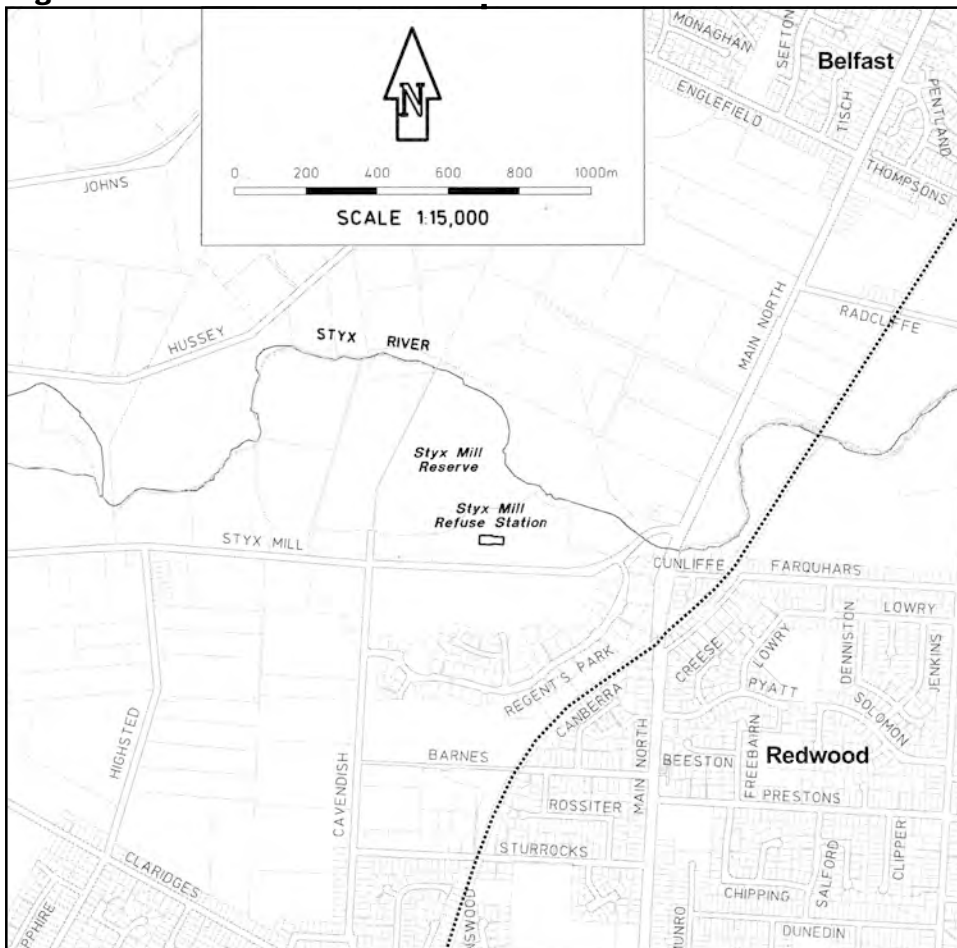 MONAGHAN
SEFTON
Belfast
TISCH
PENTLAND
ENGLEFIELD
THOMPSONS
N
0 200 400 600 800 1000m
SCALE 1:15,000
JOHNS
HUSSEY
STYX RIVER
MAIN NORTH
RADCLIFFE
Styx Mill
Reserve
Styx Mill
Refuse Station
STYX MILL
CUNLIFFE
FARQUHARS
LOWRY
DENNISTON
JENKINS
CREESE
LOWRY
PYATT
SOLOMON
REGENT'S PARK
CANBERRA
HIGHSTED
CAVENDISH
BARNES
MAIN NORTH
BEESTON
FREEBAIRN
Redwood
ROSSITER
PRESTONS
STURROCKS
CLARIDGES
SALFORD
CLIPPER
CHIPPING
DUNEDIN
MUNRO
NSWOOD
PPHIRE